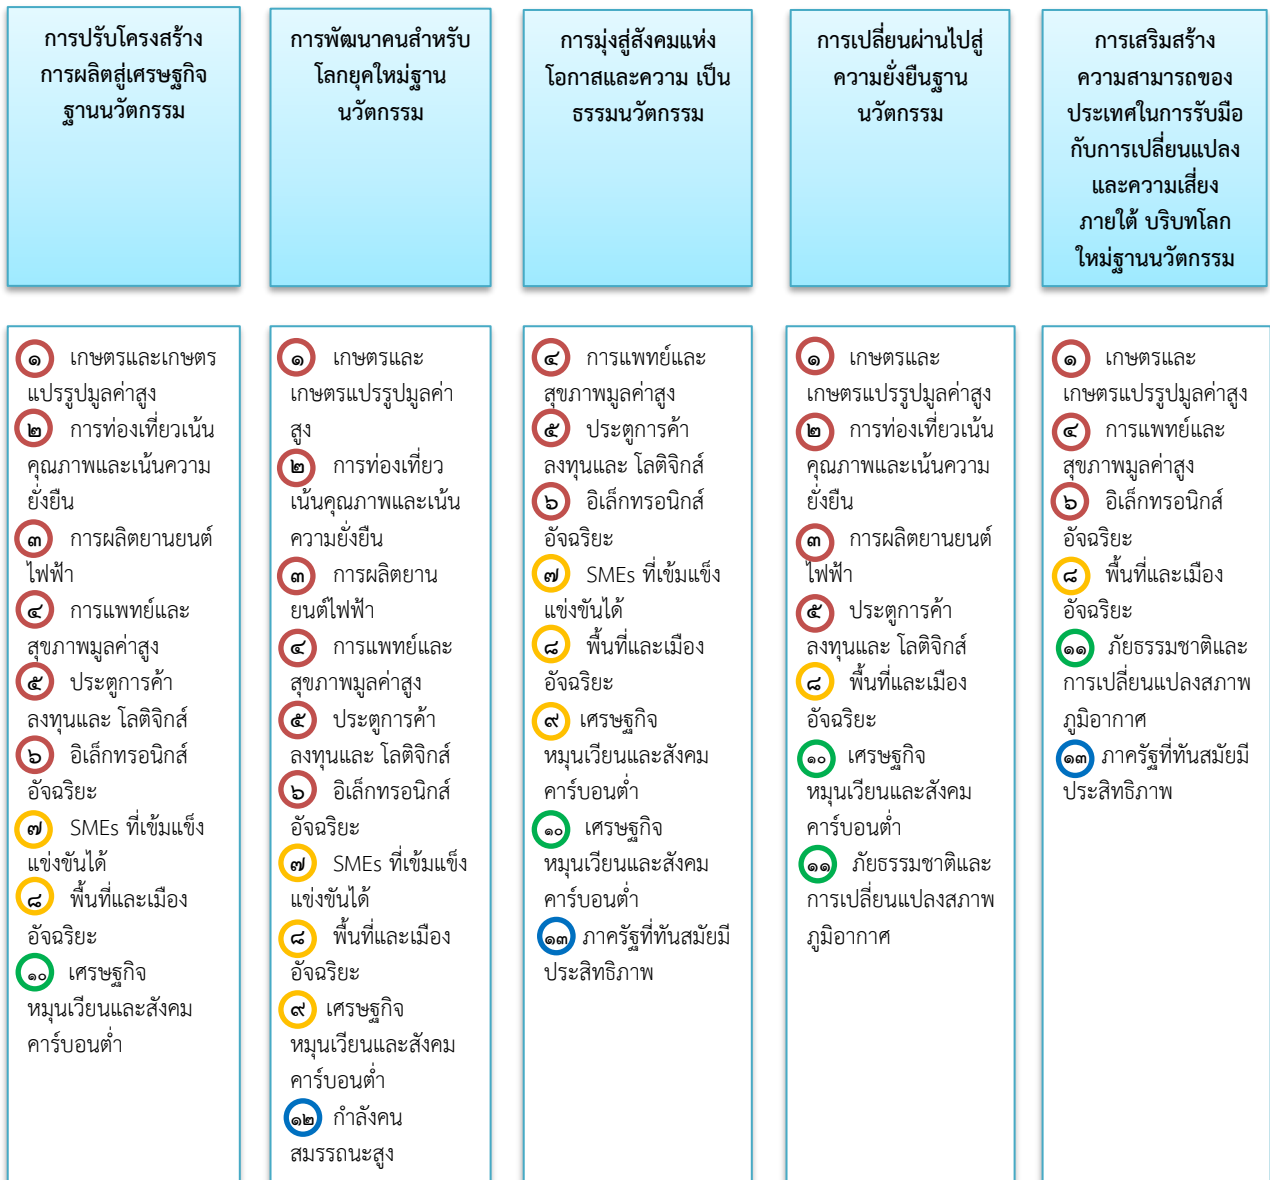 การปรับโครงสร้าง
การผลิตสู่เศรษฐกิจ
ฐานนวัตกรรม
การพัฒนาคนสำหรับ
โลกยุคใหม่ฐาน
นวัตกรรม
การมุ่งสู่สังคมแห่ง
โอกาสและความ เป็น
ธรรมนวัตกรรม
การเปลี่ยนผ่านไปสู่
ความยั่งยืนฐาน
นวัตกรรม
การเสริมสร้าง
ความสามารถของ
ประเทศในการรับมือ
กับการเปลี่ยนแปลง
และความเสี่ยง
ภายใต้ บริบทโลก
ใหม่ฐานนวัตกรรม
๑ เกษตรและเกษตร
แปรรูปมูลค่าสูง
๒ การท่องเที่ยวเน้น
คุณภาพและเน้นความ
ยั่งยืน
๓ การผลิตยานยนต์
ไฟฟ้า
๔ การแพทย์และ
สุขภาพมูลค่าสูง
๕ ประตูการค้า
ลงทุนและ โลติจิกส์
๖ อิเล็กทรอนิกส์
อัจฉริยะ
๗ SMEs ที่เข้มแข็ง
แข่งขันได้
๘ พื้นที่และเมือง
อัจฉริยะ
๑๐ เศรษฐกิจ
หมุนเวียนและสังคม
คาร์บอนต่ำ
๑ เกษตรและ
เกษตรแปรรูปมูลค่า
สูง
๒ การท่องเที่ยว
เน้นคุณภาพและเน้น
ความยั่งยืน
๓ การผลิตยาน
ยนต์ไฟฟ้า
๔ การแพทย์และ
สุขภาพมูลค่าสูง
๕ ประตูการค้า
ลงทุนและ โลติจิกส์
๖ อิเล็กทรอนิกส์
อัจฉริยะ
๗ SMEs ที่เข้มแข็ง
แข่งขันได้
๘ พื้นที่และเมือง
อัจฉริยะ
๙ เศรษฐกิจ
หมุนเวียนและสังคม
คาร์บอนต่ำ
๑๒ กำลังคน
สมรรถนะสูง
๔ การแพทย์และ
สุขภาพมูลค่าสูง
๕ ประตูการค้า
ลงทุนและ โลติจิกส์
๖ อิเล็กทรอนิกส์
อัจฉริยะ
๗ SMEs ที่เข้มแข็ง
แข่งขันได้
๘ พื้นที่และเมือง
อัจฉริยะ
๙ เศรษฐกิจ
หมุนเวียนและสังคม
คาร์บอนต่ำ
๑๐ เศรษฐกิจ
หมุนเวียนและสังคม
คาร์บอนต่ำ
๑๓ ภาครัฐที่ทันสมัยมี
ประสิทธิภาพ
๑ เกษตรและ
เกษตรแปรรูปมูลค่าสูง
๒ การท่องเที่ยวเน้น
คุณภาพและเน้นความ
ยั่งยืน
๓ การผลิตยานยนต์
ไฟฟ้า
๕ ประตูการค้า
ลงทุนและ โลติจิกส์
๘ พื้นที่และเมือง
อัจฉริยะ
๑๐ เศรษฐกิจ
หมุนเวียนและสังคม
คาร์บอนต่ำ
๑๑ ภัยธรรมชาติและ
การเปลี่ยนแปลงสภาพ
ภูมิอากาศ
๑ เกษตรและ
เกษตรแปรรูปมูลค่าสูง
๔ การแพทย์และ
สุขภาพมูลค่าสูง
๖ อิเล็กทรอนิกส์
อัจฉริยะ
๘ พื้นที่และเมือง
อัจฉริยะ
๑๑ ภัยธรรมชาติและ
การเปลี่ยนแปลงสภาพ
ภูมิอากาศ
๑๓ ภาครัฐที่ทันสมัยมี
ประสิทธิภาพ